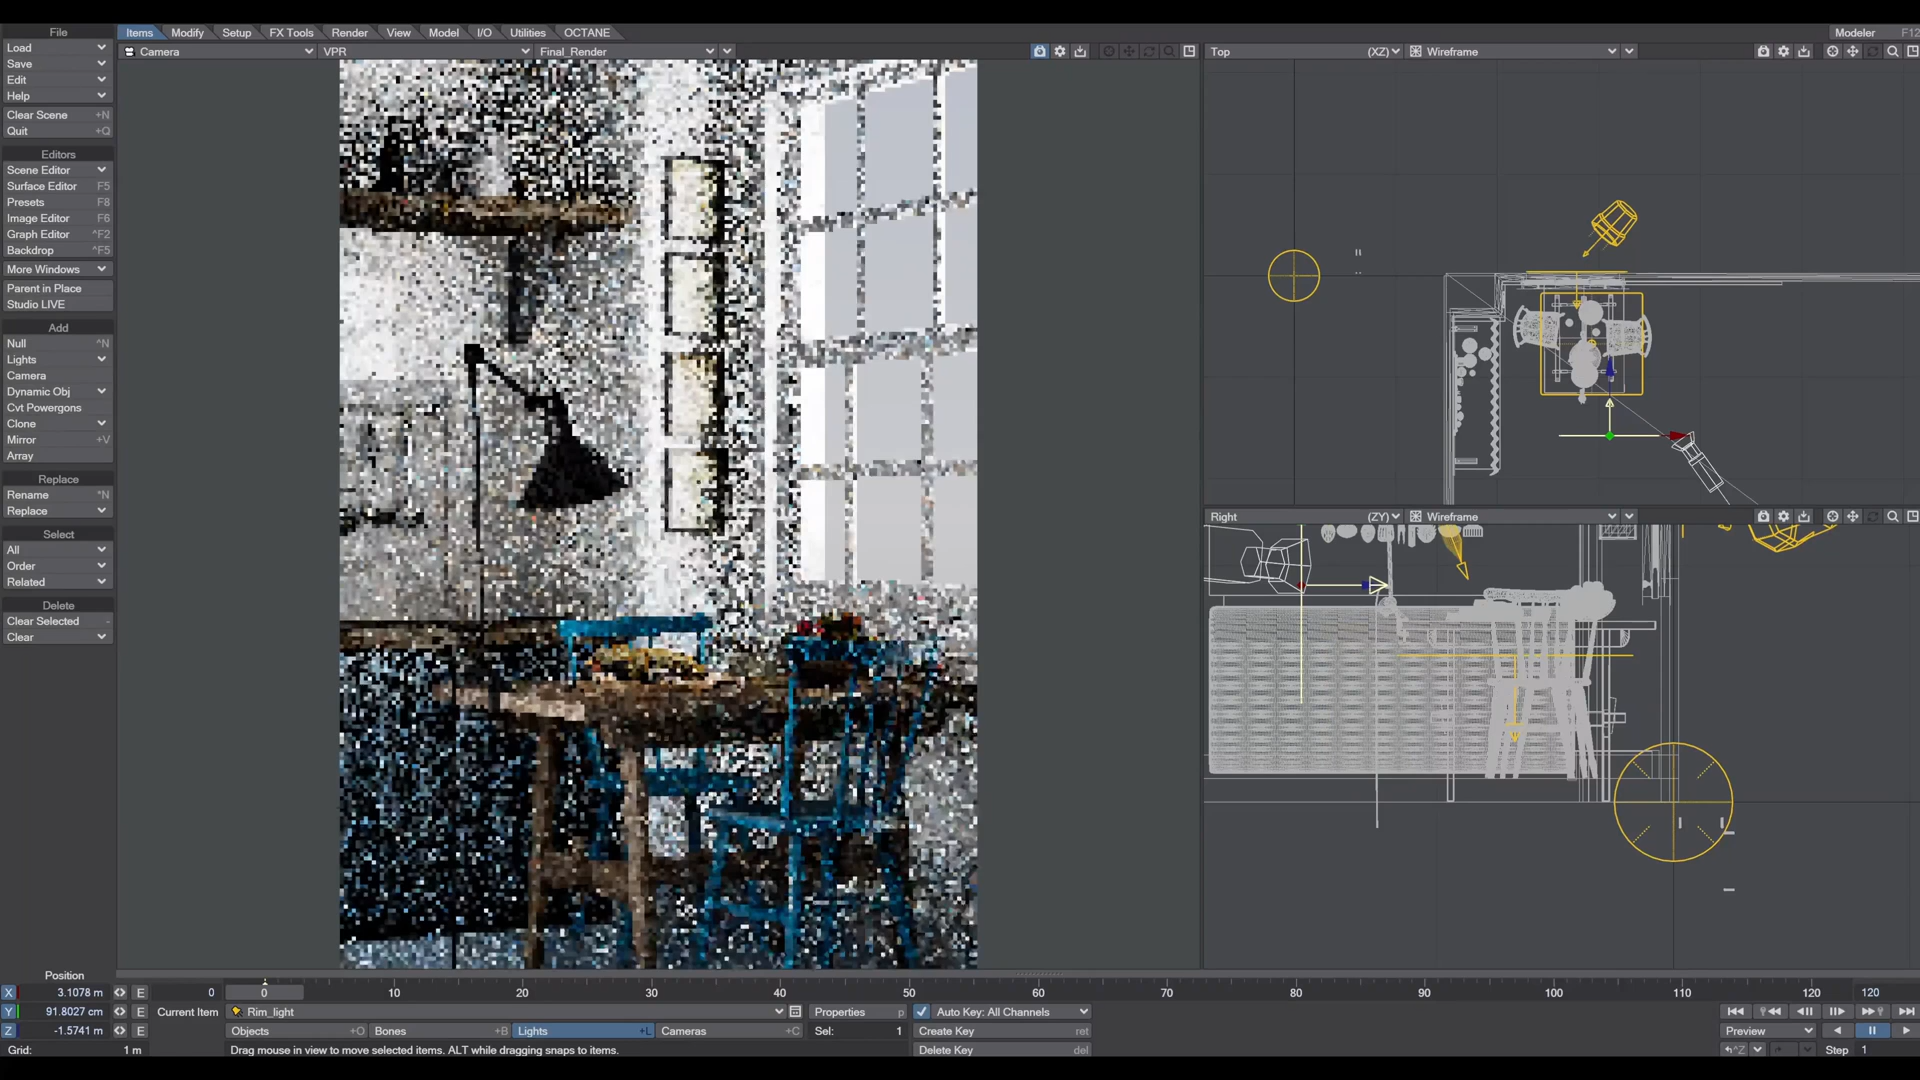 File
Items Modify Setup FX Tools Render View Model I/O Utilities OCTANE
Modeler F12
Load
Camera VPR Final_Render
Top (XZ) Wireframe
Save
Edit
Help
Clear Scene +N
Quit +Q
Editors
Scene Editor
Surface Editor F5
Presets F8
Image Editor F6
Graph Editor ^F2
Backdrop ^F5
More Windows
Parent in Place
Studio LIVE
Add
Null ^N
Lights
Camera
Dynamic Obj
Cvt Powergons
Clone
Mirror +V
Array
Replace
Rename *N
Replace
Right (ZY) Wireframe
Select
All
Order
Related
Delete
Clear Selected -
Clear
Position
X 3.1078 m E 0
0 10 20 30 40 50 60 70 80 90 100 110 120 120
Y 91.8027 cm E Current Item Rim_light Properties p Auto Key: All Channels
Z -1.5741 m E Objects +O Bones +B Lights +L Cameras +C Sel: 1 Create Key ret Preview
Grid: 1 m Drag mouse in view to move selected items. ALT while dragging snaps to items. Delete Key del ^Z Step 1